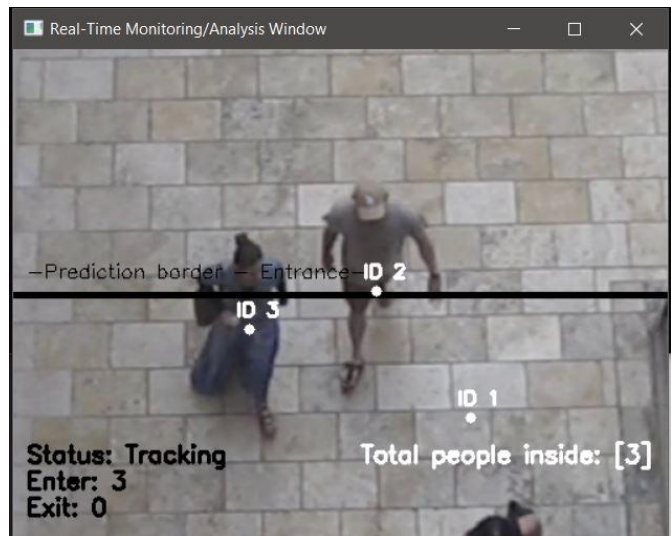 Real-Time Monitoring/Analysis Window
-Prediction border - Entrance-
ID 2
ID 3
ID 1
Status: Tracking
Total people inside: [3]
Enter: 3
Exit: 0